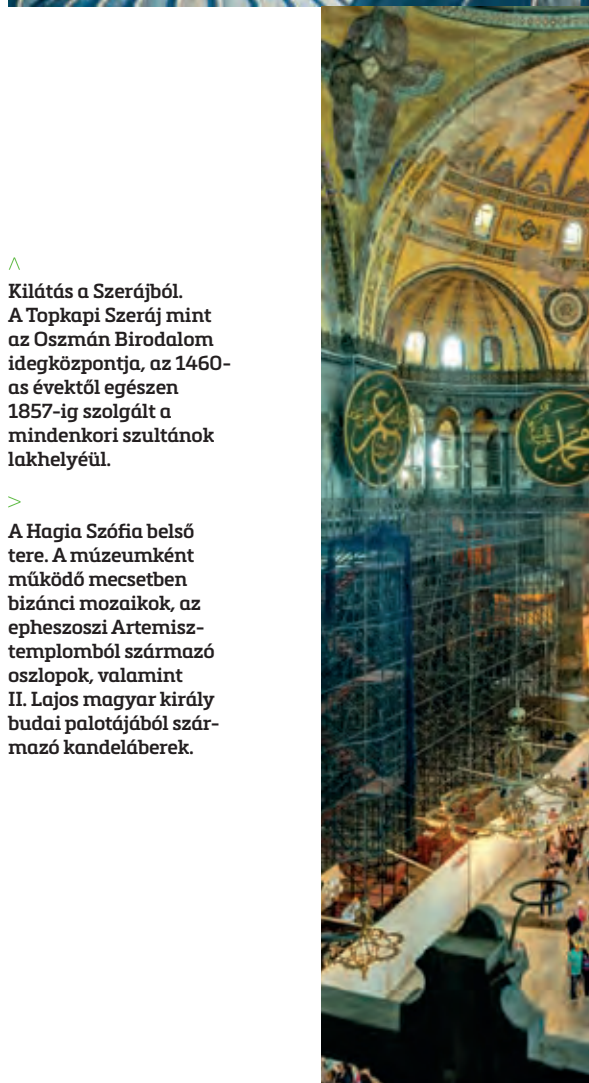 ^
Kilátás a Szerájból.
A Topkapi Szeráj mint
az Oszmán Birodalom
idegközpontja, az 1460-
as évektől egészen
1857-ig szolgált a
mindenkori szultánok
lakhelyéül.
>
A Hagia Szófia belső
tere. A múzeumként
működő mecsetben
bizánci mozaikok, az
epheszoszi Artemisz-
templomból származó
oszlopok, valamint
II. Lajos magyar király
budai palotájából szár-
mazó kandeláberek.